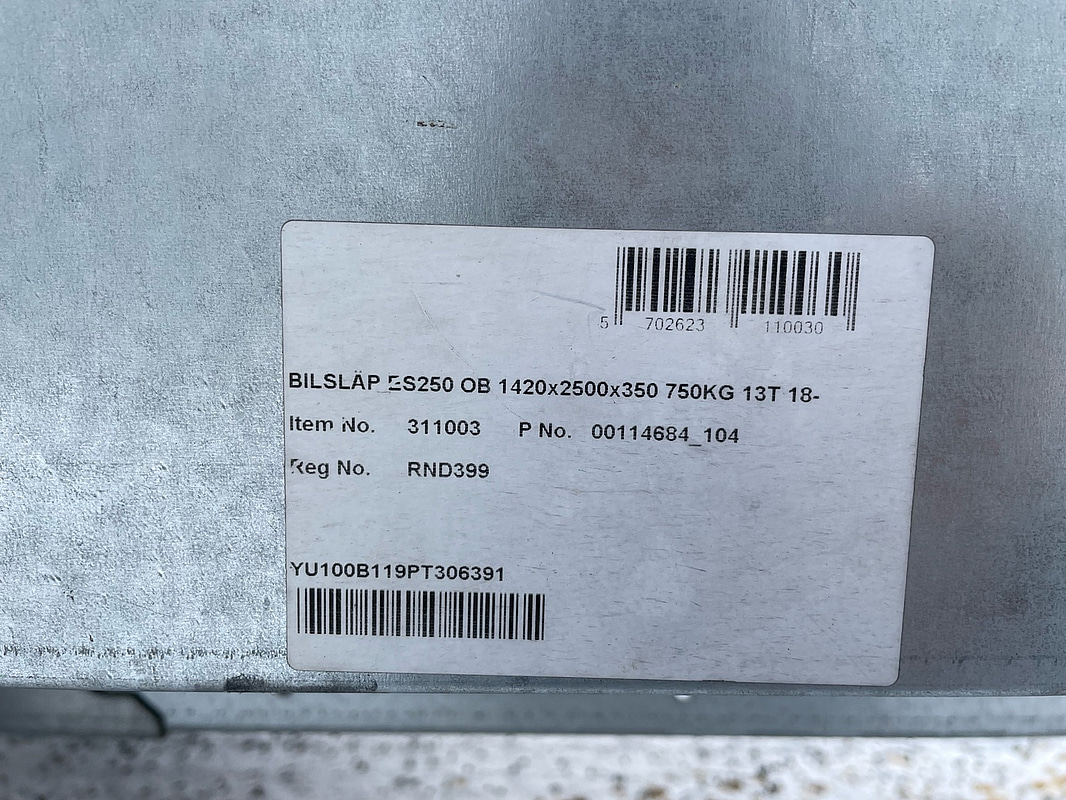 5 702623 110030
BILSLÄP ES250 OB 1420x2500x350 750KG 13T 18-
Item No. 311003 P No. 00114684_104
Reg No. RND399
YU100B119PT306391